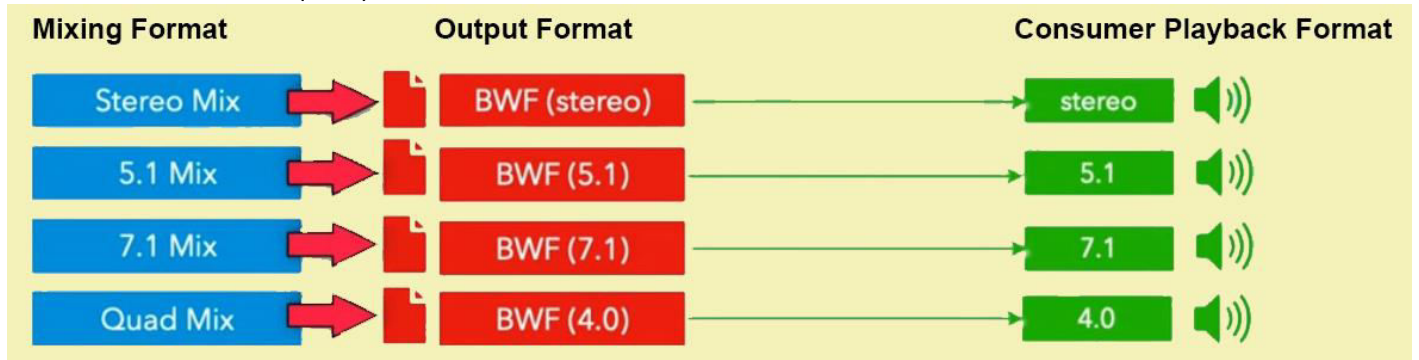 Mixing Format Output Format Consumer Playback Format
Stereo Mix BWF (stereo) stereo
5.1 Mix BWF (5.1) 5.1
7.1 Mix BWF (7.1) 7.1
Quad Mix BWF (4.0) 4.0